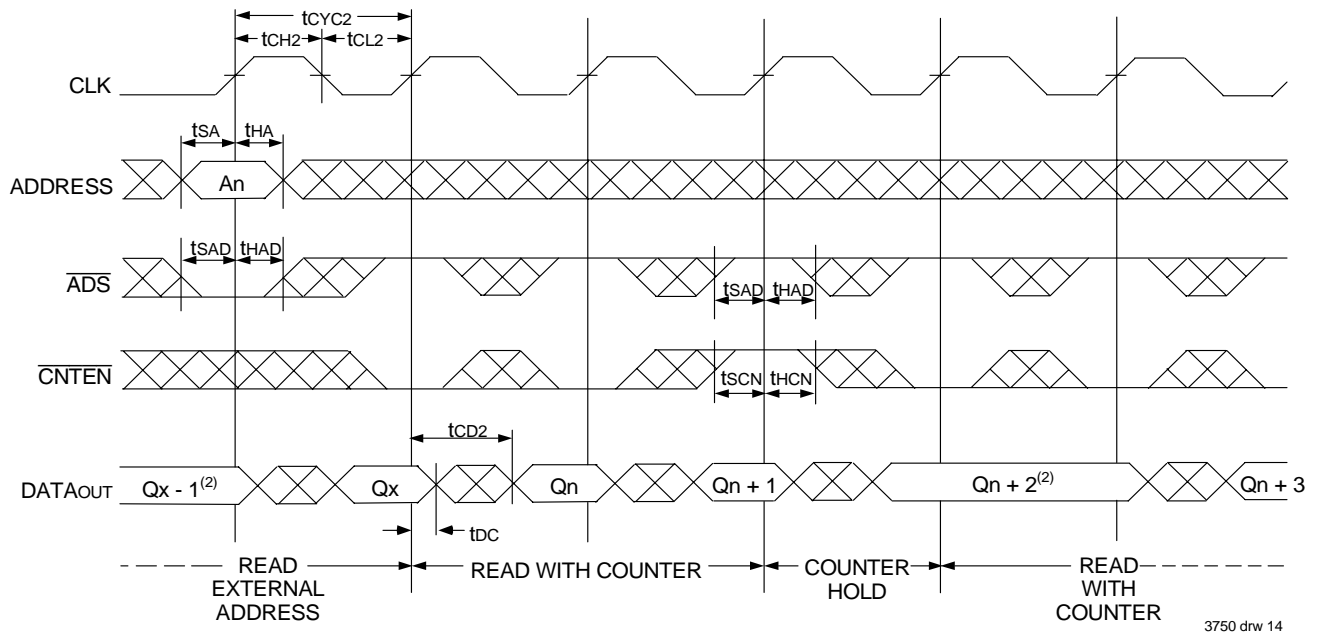 tCYC2
tCH2 tCL2
CLK
tSA tHA
ADDRESS An
tSAD tHAD
ADS
tSAD tHAD
CNTEN
tSCN tHCN
tCD2
DATAOUT Qx - 1(2) Qx Qn Qn + 1 Qn + 2(2) Qn + 3
tDC
READ EXTERNAL ADDRESS
READ WITH COUNTER
COUNTER HOLD
READ WITH COUNTER
3750 drw 14